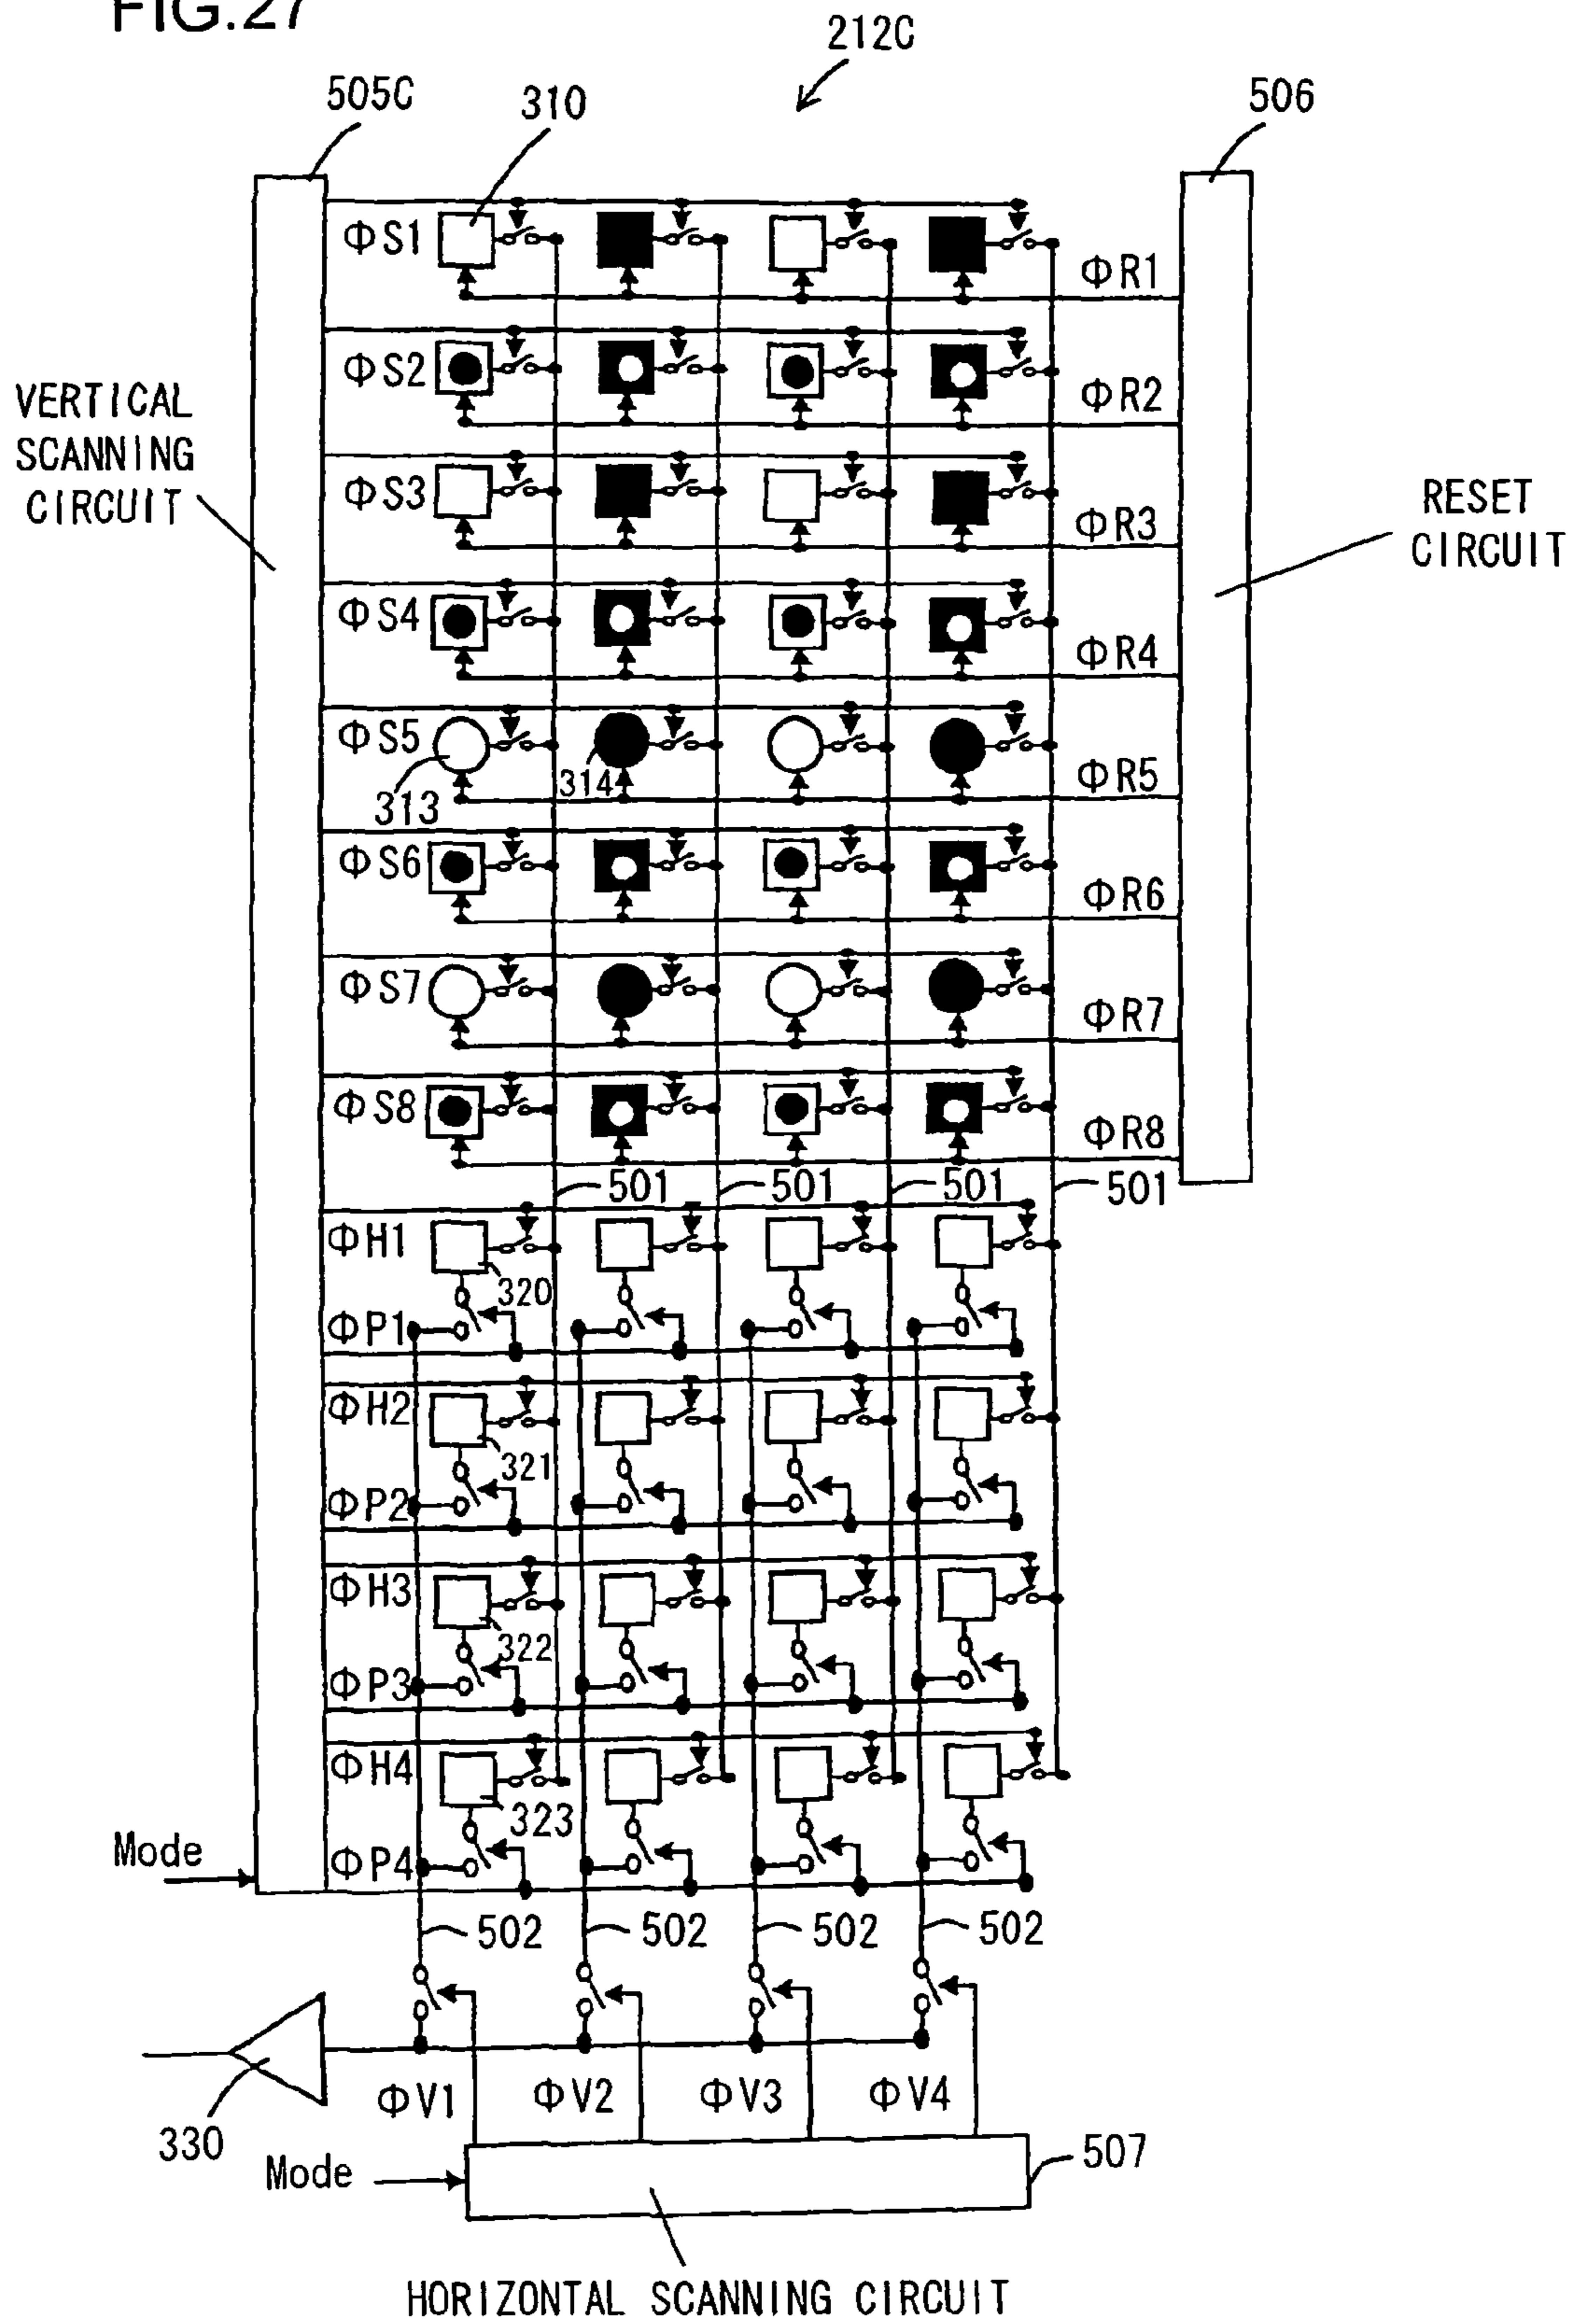 FIG.27
212C
505C
310
506
ΦS1
ΦR1
ΦS2
ΦR2
VERTICAL
SCANNING
CIRCUIT
ΦS3
ΦR3
RESET
CIRCUIT
ΦS4
ΦR4
ΦS5
313
314
ΦR5
ΦS6
ΦR6
ΦS7
ΦR7
ΦS8
ΦR8
501 501 501 501
ΦH1
320
ΦP1
ΦH2
321
ΦP2
ΦH3
322
ΦP3
ΦH4
323
Mode
ΦP4
502 502 502 502
330
ΦV1 ΦV2 ΦV3 ΦV4
Mode
507
HORIZONTAL SCANNING CIRCUIT